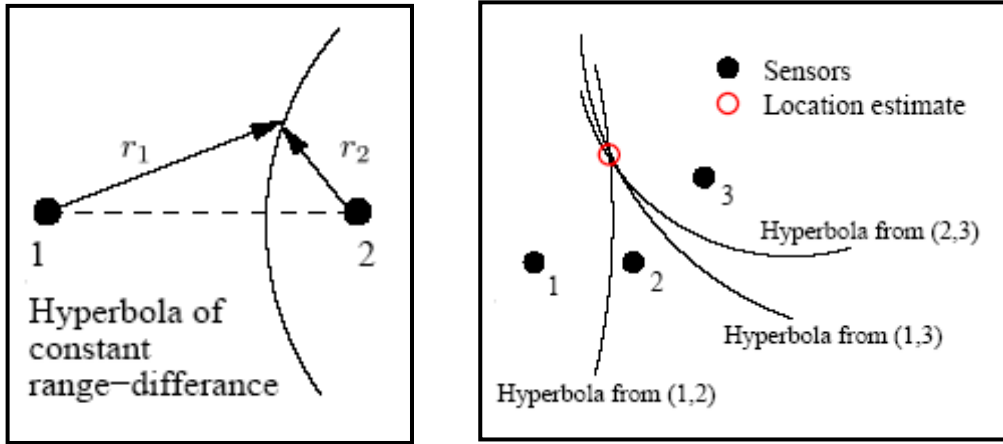 r₁
r₂
1
2
Hyperbola of
constant
range−differance
Sensors
Location estimate
3
Hyperbola from (2,3)
1
2
Hyperbola from (1,3)
Hyperbola from (1,2)